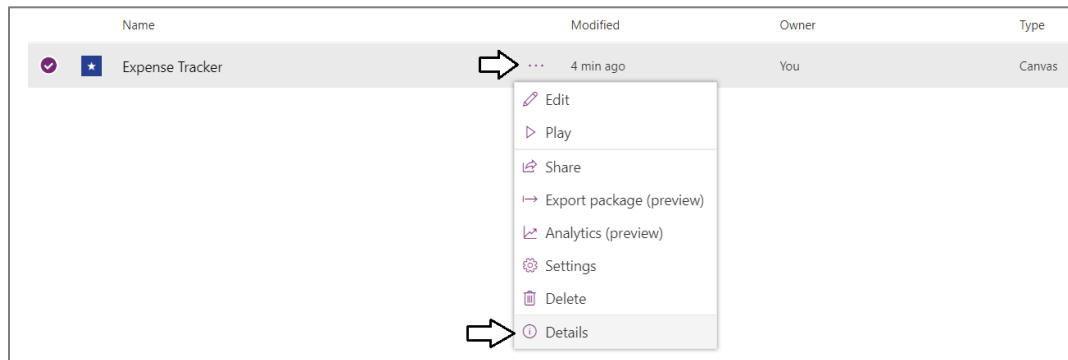 Name Modified Owner Type
Expense Tracker ... 4 min ago You Canvas
Edit
Play
Share
Export package (preview)
Analytics (preview)
Settings
Delete
Details